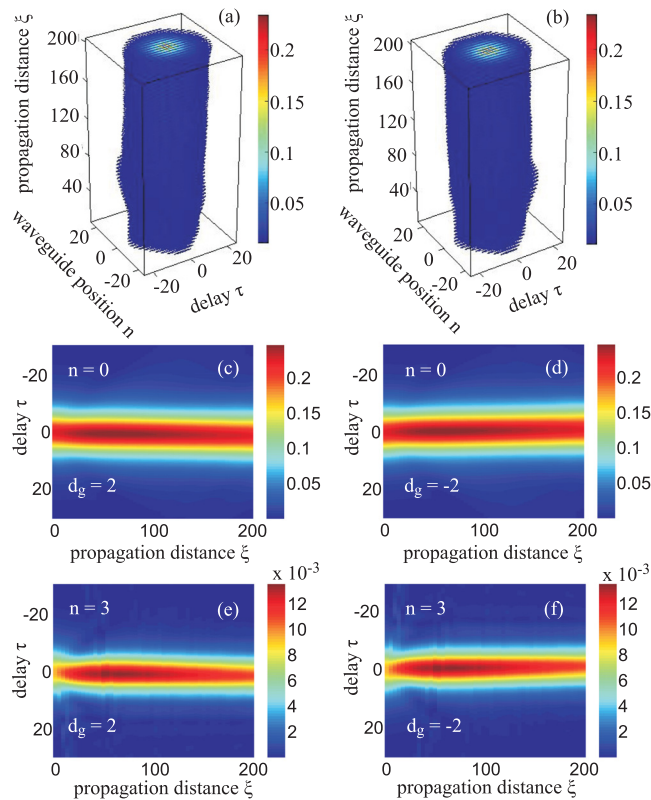 (a)
200
160
120
80
40
propagation distance ξ
20
0
-20
waveguide position n
-20
0
20
delay τ
0.2
0.15
0.1
0.05
(b)
200
160
120
80
40
propagation distance ξ
20
0
-20
waveguide position n
-20
0
20
delay τ
0.2
0.15
0.1
0.05
n = 0
(c)
d_g = 2
-20
0
20
delay τ
0
100
200
propagation distance ξ
0.2
0.15
0.1
0.05
n = 0
(d)
d_g = -2
-20
0
20
delay τ
0
100
200
propagation distance ξ
0.2
0.15
0.1
0.05
n = 3
(e)
d_g = 2
-20
0
20
delay τ
0
100
200
propagation distance ξ
x 10^-3
12
10
8
6
4
2
n = 3
(f)
d_g = -2
-20
0
20
delay τ
0
100
200
propagation distance ξ
x 10^-3
12
10
8
6
4
2